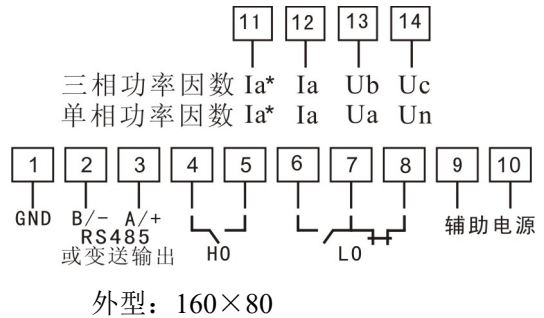 11 12 13 14
三相功率因数 Ia* Ia Ub Uc
单相功率因数 Ia* Ia Ua Un
1 2 3 4 5 6 7 8 9 10
GND B/- A/+ 辅助电源
RS485
或变送输出 HO LO
外型：160×80